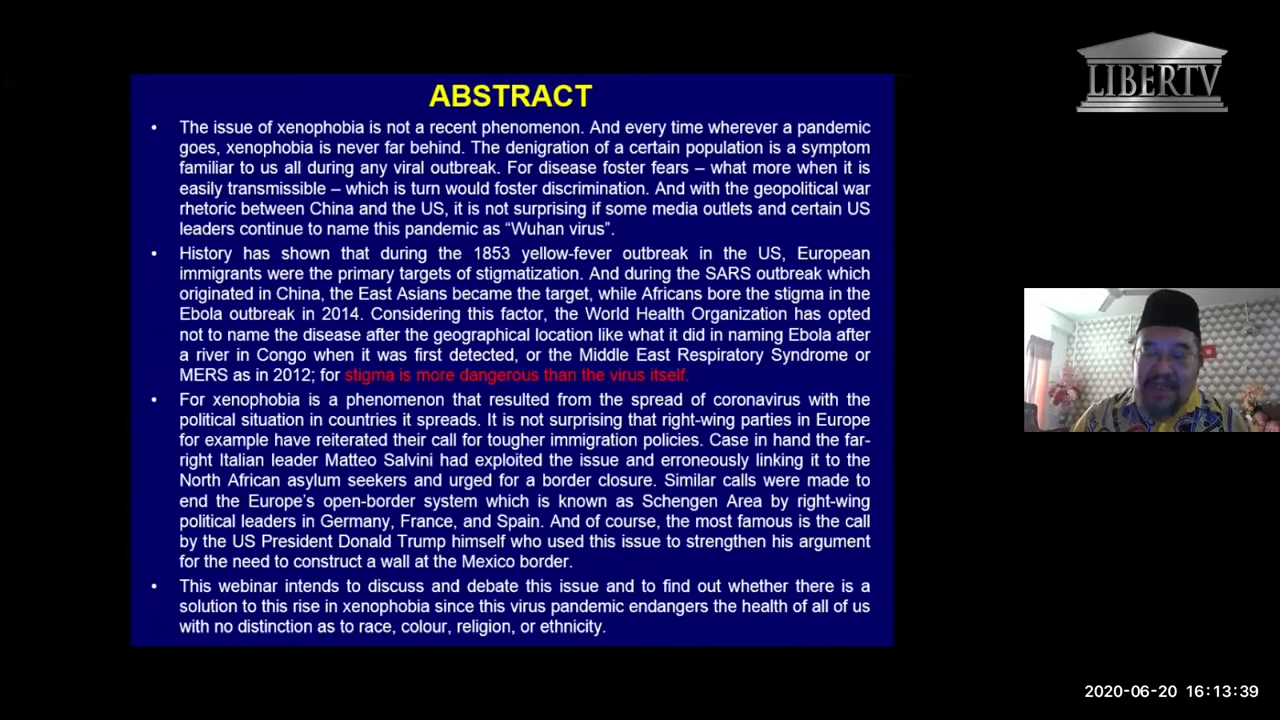 LIBERTV
ABSTRACT
• The issue of xenophobia is not a recent phenomenon. And every time wherever a pandemic
goes, xenophobia is never far behind. The denigration of a certain population is a symptom
familiar to us all during any viral outbreak. For disease foster fears – what more when it is
easily transmissible – which is turn would foster discrimination. And with the geopolitical war
rhetoric between China and the US, it is not surprising if some media outlets and certain US
leaders continue to name this pandemic as “Wuhan virus”.
• History has shown that during the 1853 yellow-fever outbreak in the US, European
immigrants were the primary targets of stigmatization. And during the SARS outbreak which
originated in China, the East Asians became the target, while Africans bore the stigma in the
Ebola outbreak in 2014. Considering this factor, the World Health Organization has opted
not to name the disease after the geographical location like what it did in naming Ebola after
a river in Congo when it was first detected, or the Middle East Respiratory Syndrome or
MERS as in 2012; for stigma is more dangerous than the virus itself.
• For xenophobia is a phenomenon that resulted from the spread of coronavirus with the
political situation in countries it spreads. It is not surprising that right-wing parties in Europe
for example have reiterated their call for tougher immigration policies. Case in hand the far-
right Italian leader Matteo Salvini had exploited the issue and erroneously linking it to the
North African asylum seekers and urged for a border closure. Similar calls were made to
end the Europe’s open-border system which is known as Schengen Area by right-wing
political leaders in Germany, France, and Spain. And of course, the most famous is the call
by the US President Donald Trump himself who used this issue to strengthen his argument
for the need to construct a wall at the Mexico border.
• This webinar intends to discuss and debate this issue and to find out whether there is a
solution to this rise in xenophobia since this virus pandemic endangers the health of all of us
with no distinction as to race, colour, religion, or ethnicity.
2020-06-20 16:13:39